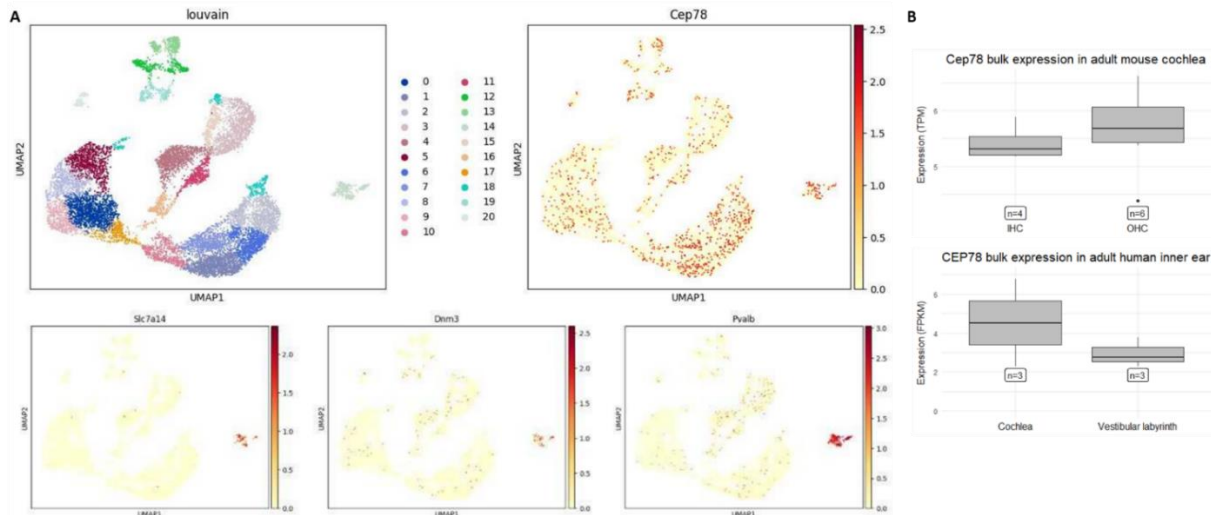 A
louvain
UMAP2
UMAP1
0
1
2
3
4
5
6
7
8
9
10
11
12
13
14
15
16
17
18
19
20
Cep78
UMAP2
UMAP1
2.5
2.0
1.5
1.0
0.5
0.0
Slc7a14
UMAP2
UMAP1
2.0
1.5
1.0
0.5
0.0
Dnm3
UMAP2
UMAP1
2.5
2.0
1.5
1.0
0.5
0.0
Pvalb
UMAP2
UMAP1
3.0
2.5
2.0
1.5
1.0
0.5
0.0
B
Cep78 bulk expression in adult mouse cochlea
Expression (TPM)
6
5
n=4
n=6
IHC
OHC
CEP78 bulk expression in adult human inner ear
Expression (FPKM)
6
4
2
0
n=3
n=3
Cochlea
Vestibular labyrinth